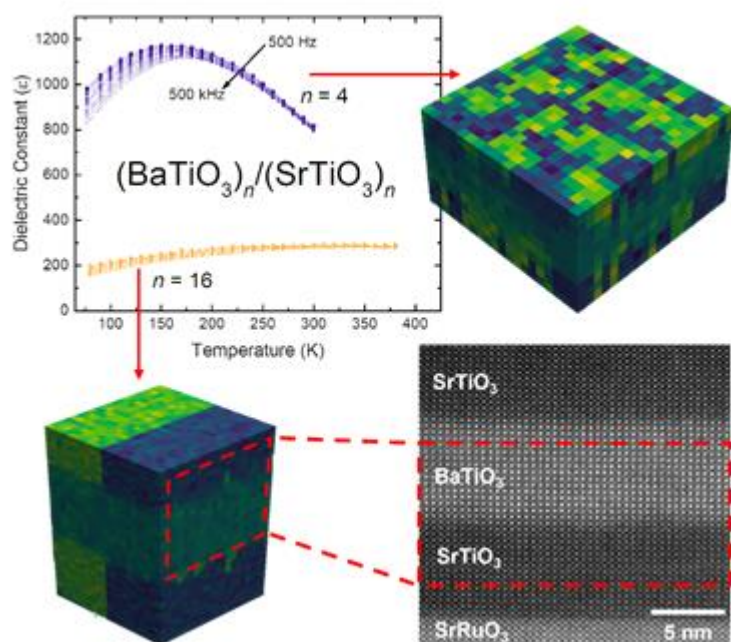 1200
1000
800
600
400
200
0
Dielectric Constant (ε)
500 Hz
500 kHz
n = 4
(BaTiO₃)ₙ/(SrTiO₃)ₙ
n = 16
100 150 200 250 300 350 400
Temperature (K)
SrTiO₃
BaTiO₃
SrTiO₃
SrRuO₃
5 nm